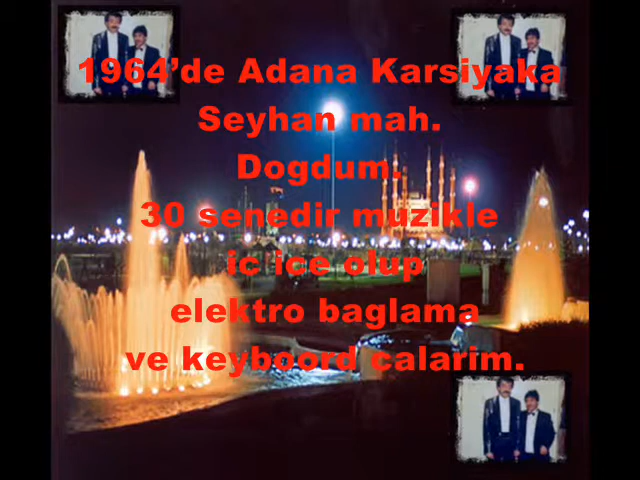 1964’de Adana Karsiyaka
Seyhan mah.
Dogdum.
30 senedir muzikle
ic ice olup
elektro baglama
ve keyboord calarim.